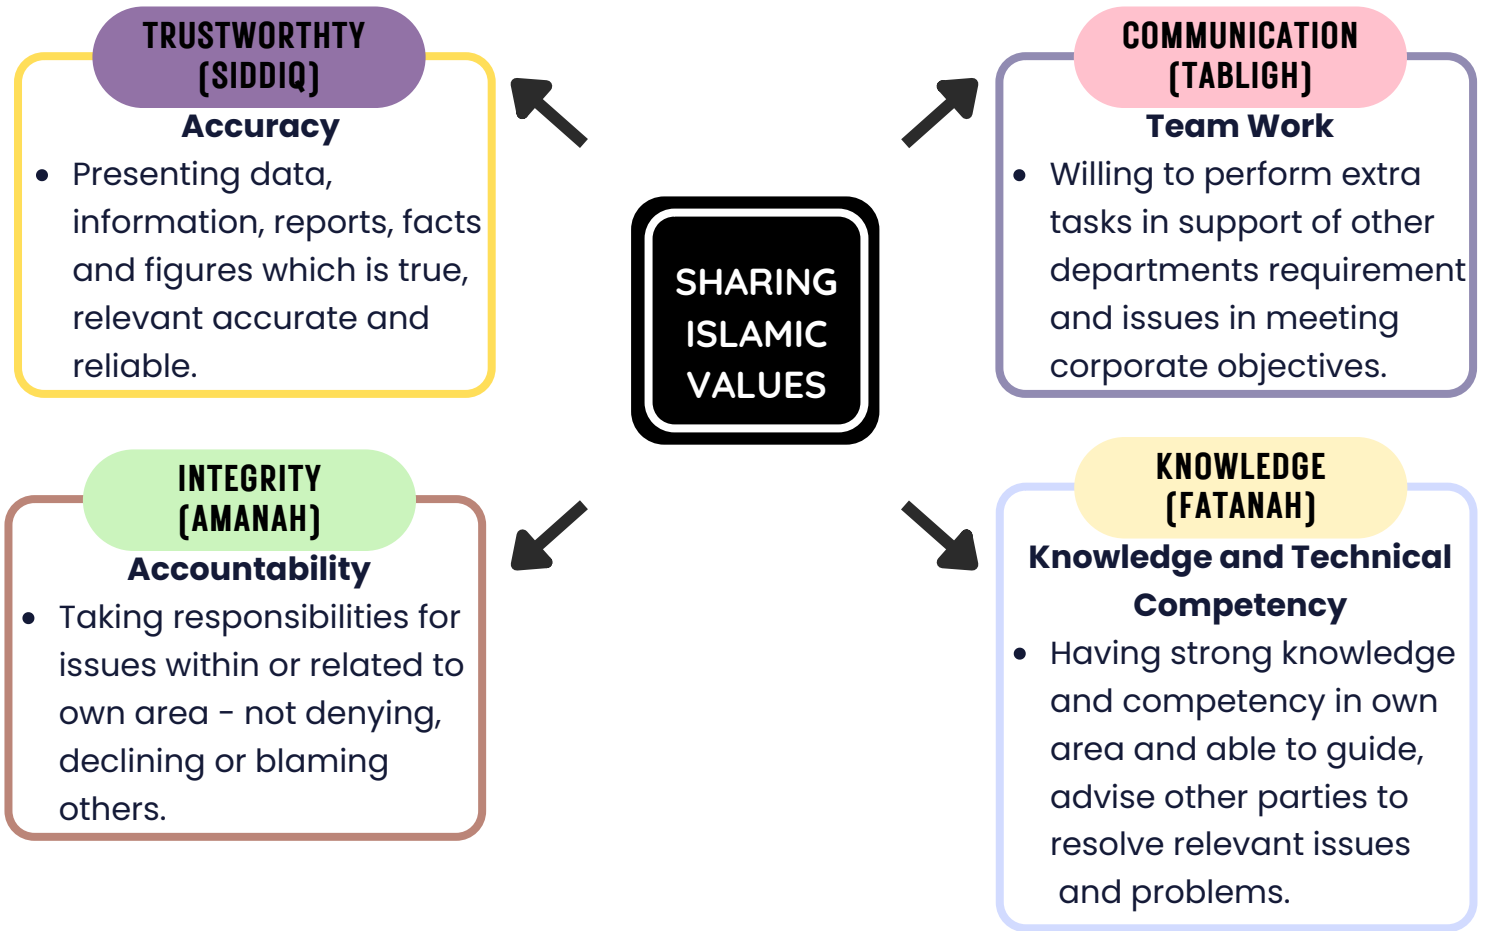 TRUSTWORTHTY
(SIDDIQ)
Accuracy
• Presenting data,
information, reports, facts
and figures which is true,
relevant accurate and
reliable.
COMMUNICATION
(TABLIGH)
Team Work
• Willing to perform extra
tasks in support of other
departments requirement
and issues in meeting
corporate objectives.
SHARING
ISLAMIC
VALUES
INTEGRITY
(AMANAH)
Accountability
• Taking responsibilities for
issues within or related to
own area - not denying,
declining or blaming
others.
KNOWLEDGE
(FATANAH)
Knowledge and Technical
Competency
• Having strong knowledge
and competency in own
area and able to guide,
advise other parties to
resolve relevant issues
and problems.